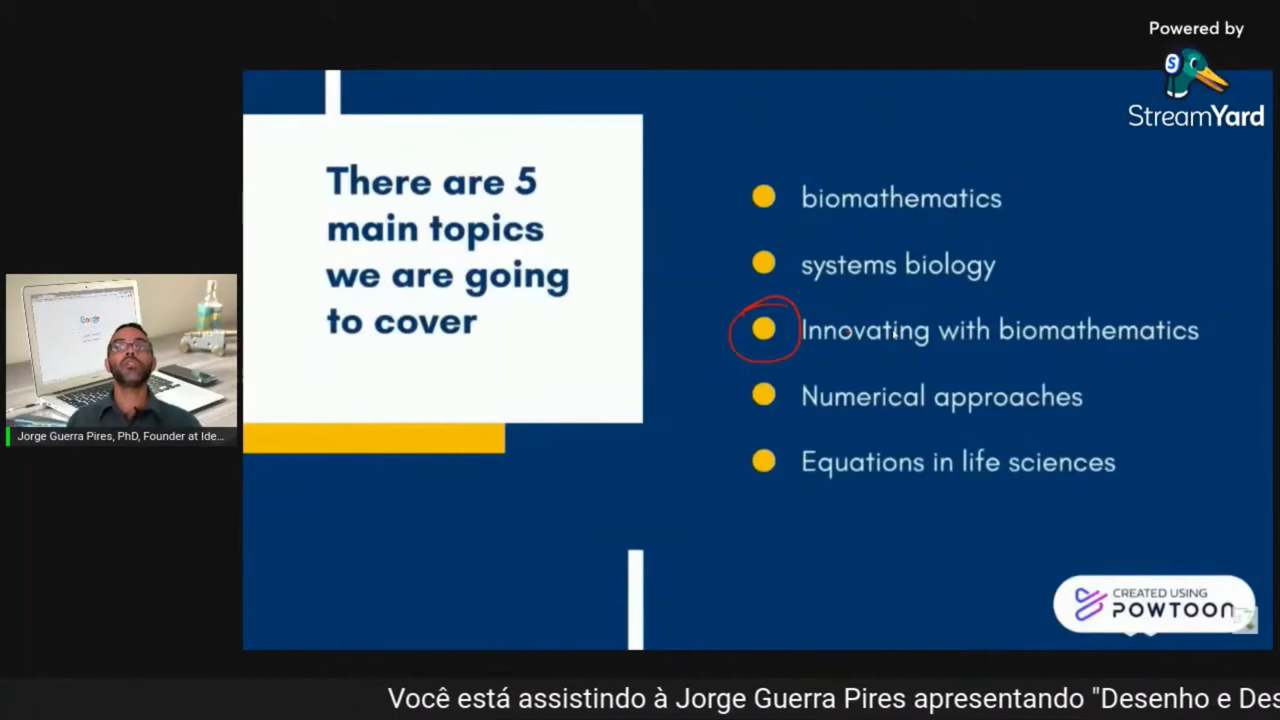 Powered by
StreamYard
There are 5
main topics
we are going
to cover
biomathematics
systems biology
Innovating with biomathematics
Numerical approaches
Equations in life sciences
Google
Jorge Guerra Pires, PhD, Founder at Ide...
CREATED USING
POWTOON
Você está assistindo à Jorge Guerra Pires apresentando "Desenho e Des